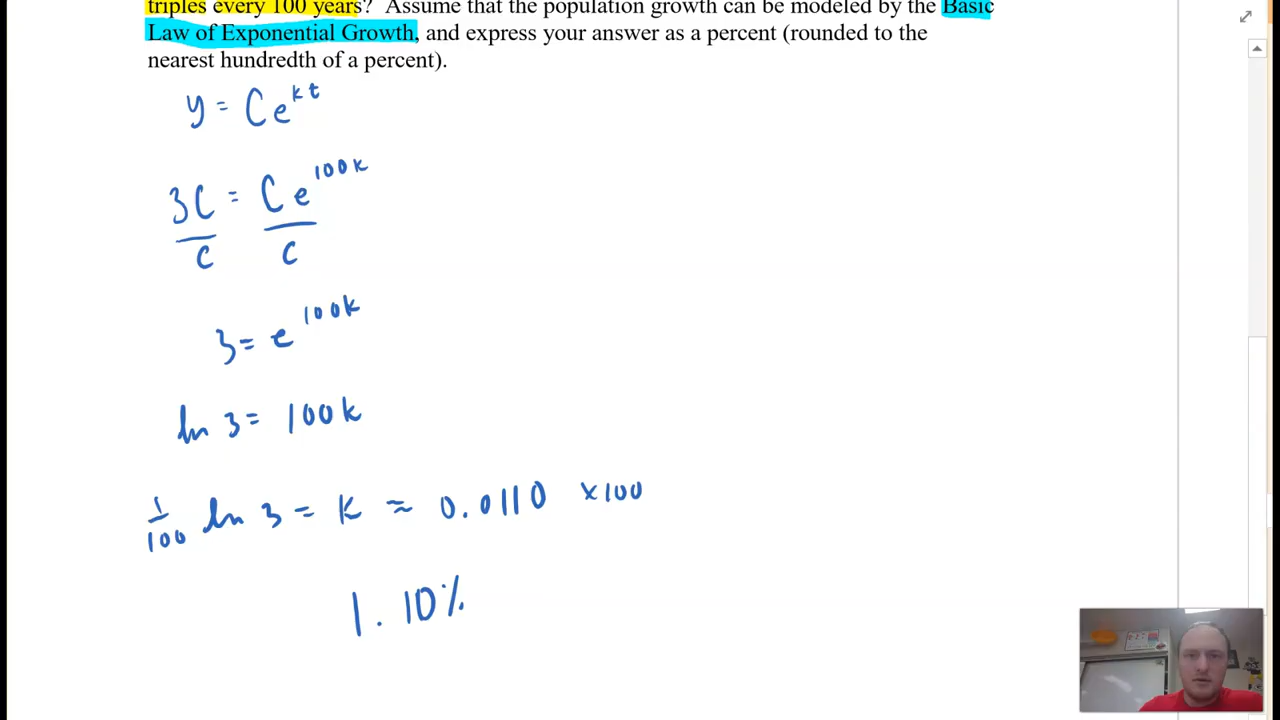 triples every 100 years? Assume that the population growth can be modeled by the Basic
Law of Exponential Growth, and express your answer as a percent (rounded to the
nearest hundredth of a percent).
y = Ce^{kt}
3C = Ce^{100k}
C C
3 = e^{100k}
ln 3 = 100k
1/100 ln 3 = k ≈ 0.0110 ×100
1.10%